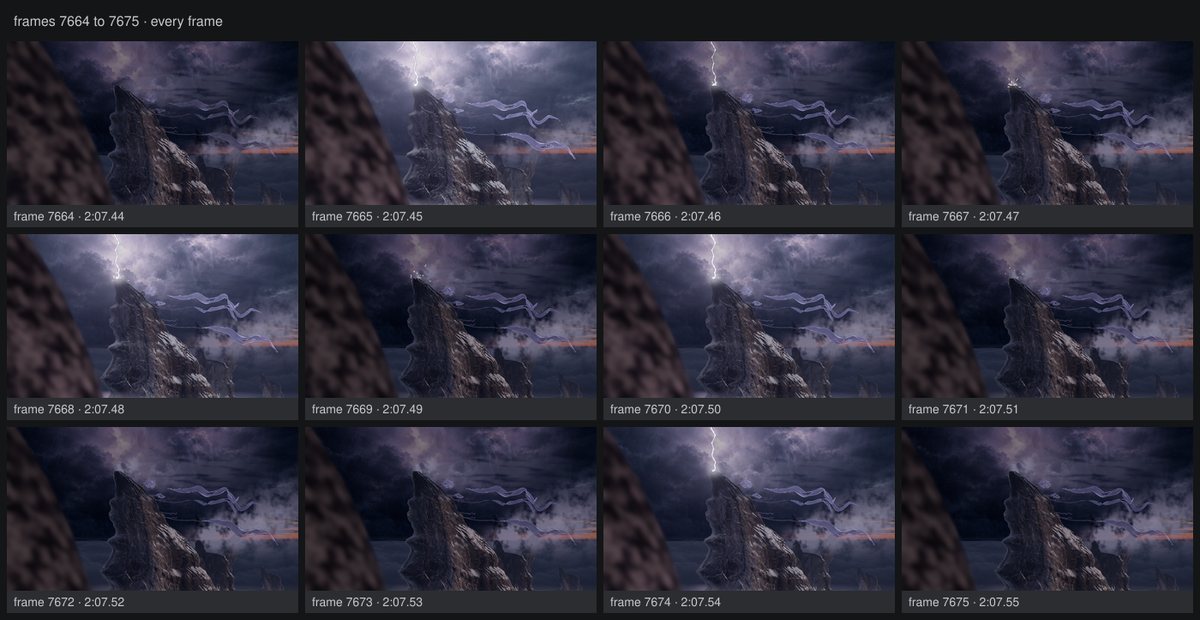 frames 7664 to 7675 · every frame
frame 7664 · 2:07.44
frame 7665 · 2:07.45
frame 7666 · 2:07.46
frame 7667 · 2:07.47
frame 7668 · 2:07.48
frame 7669 · 2:07.49
frame 7670 · 2:07.50
frame 7671 · 2:07.51
frame 7672 · 2:07.52
frame 7673 · 2:07.53
frame 7674 · 2:07.54
frame 7675 · 2:07.55